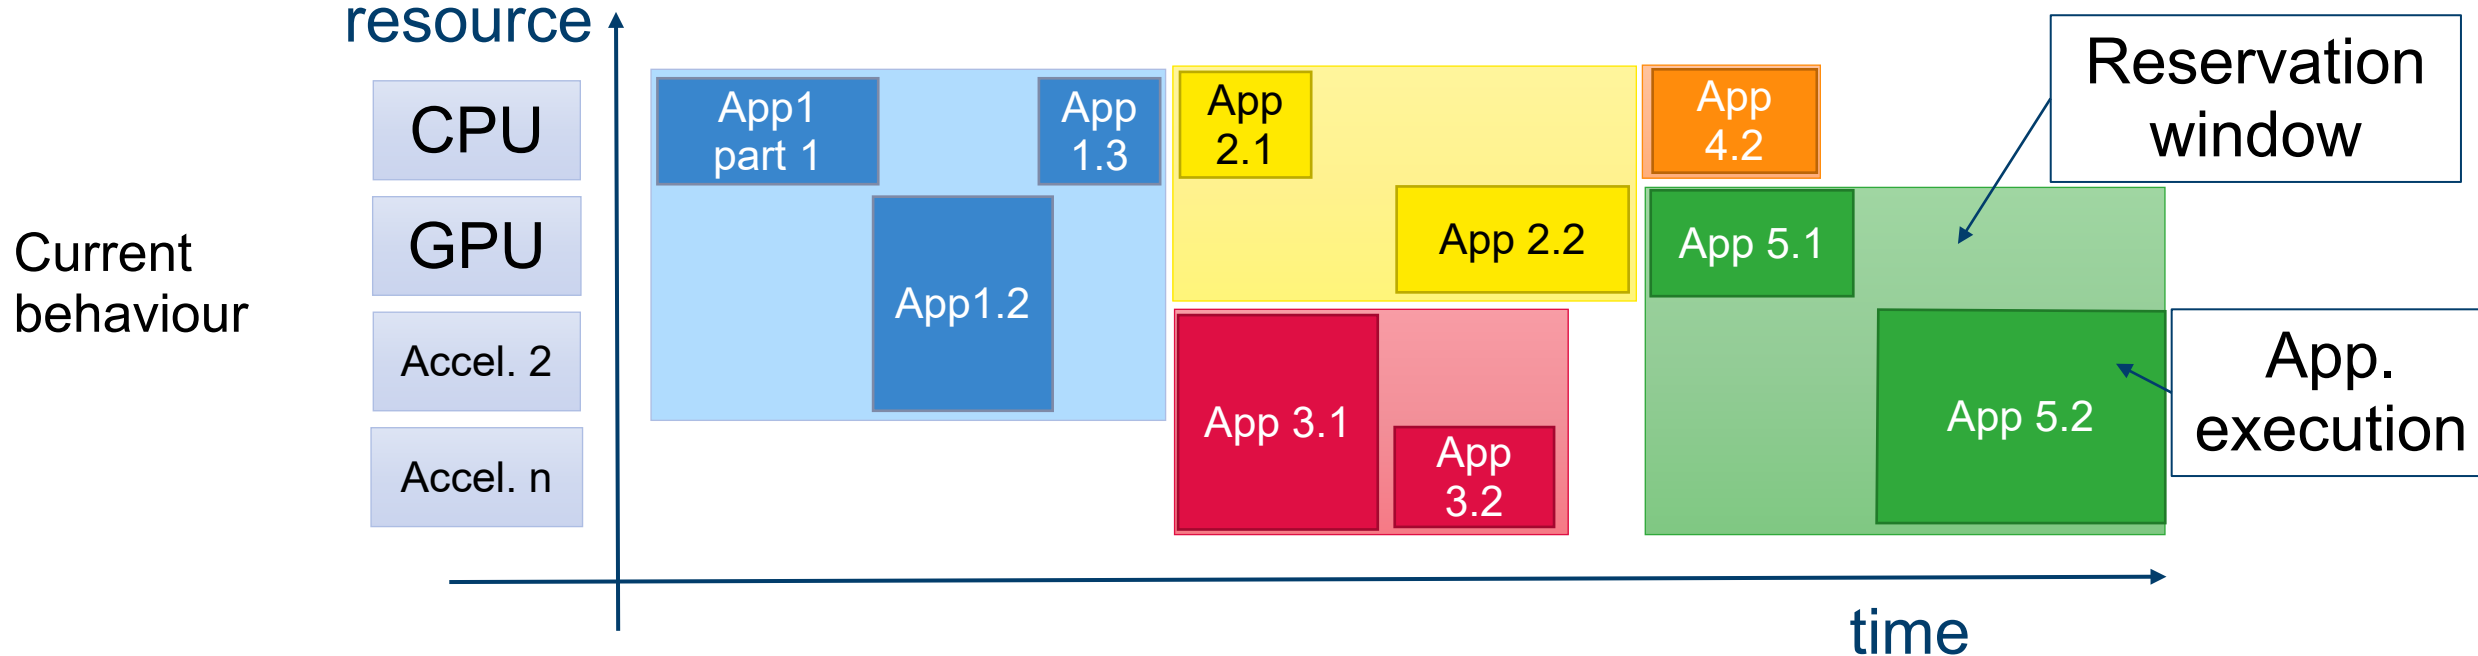 resource
Current
behaviour
CPU
GPU
Accel. 2
Accel. n
App1
part 1
App
1.3
App1.2
App
2.1
App 2.2
App 3.1
App
3.2
App
4.2
App 5.1
App 5.2
Reservation
window
App.
execution
time